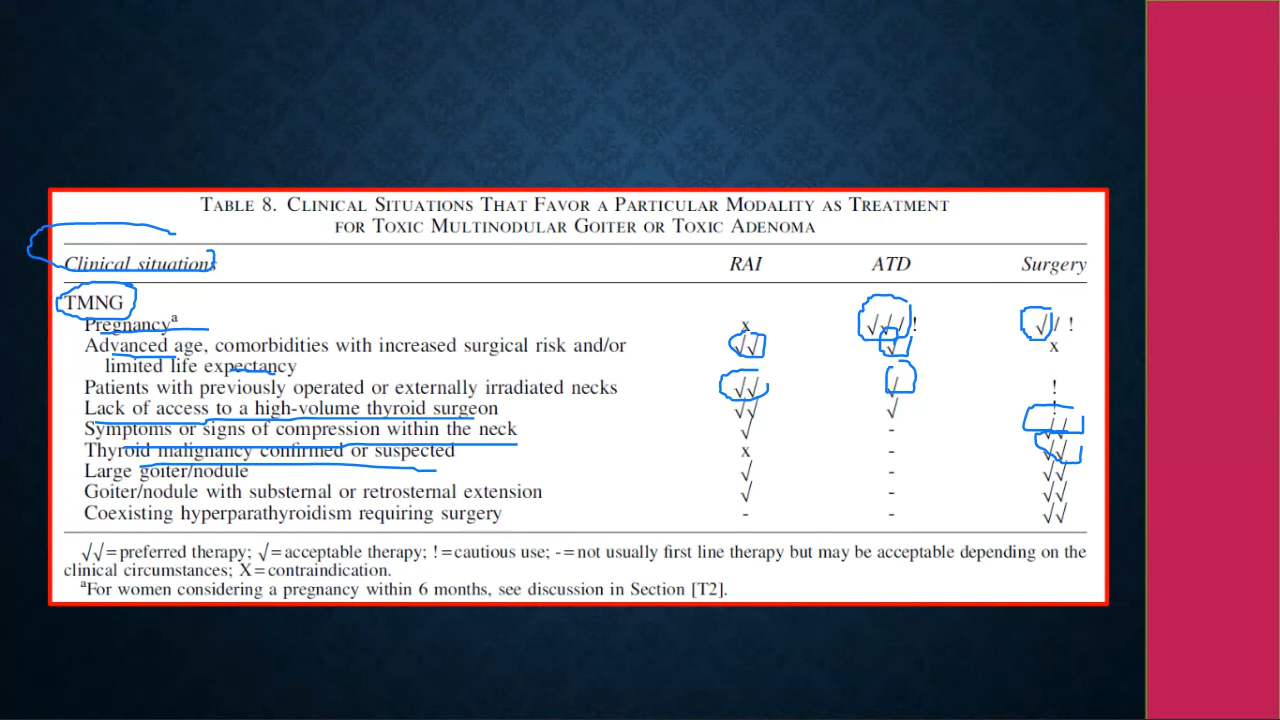 TABLE 8. CLINICAL SITUATIONS THAT FAVOR A PARTICULAR MODALITY AS TREATMENT
FOR TOXIC MULTINODULAR GOITER OR TOXIC ADENOMA
Clinical situations RAI ATD Surgery
TMNG
Pregnancyª x √√/ ! √/ !
Advanced age, comorbidities with increased surgical risk and/or √√ √ x
limited life expectancy
Patients with previously operated or externally irradiated necks √√ √ !
Lack of access to a high-volume thyroid surgeon √√ √ !
Symptoms or signs of compression within the neck √ - √√
Thyroid malignancy confirmed or suspected x - √√
Large goiter/nodule √ - √√
Goiter/nodule with substernal or retrosternal extension √ - √√
Coexisting hyperparathyroidism requiring surgery - - √√
√√=preferred therapy; √=acceptable therapy; !=cautious use; -=not usually first line therapy but may be acceptable depending on the
clinical circumstances; X=contraindication.
ªFor women considering a pregnancy within 6 months, see discussion in Section [T2].